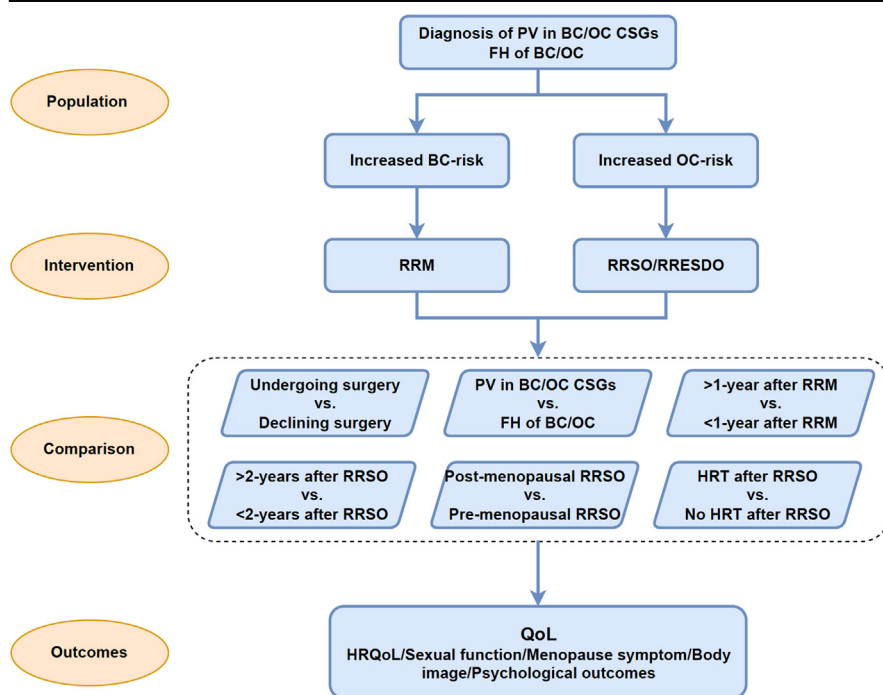 Diagnosis of PV in BC/OC CSGs
FH of BC/OC
Population
Increased BC-risk
Increased OC-risk
Intervention
RRM
RRSO/RRESDO
Comparison
Undergoing surgery
vs.
Declining surgery
PV in BC/OC CSGs
vs.
FH of BC/OC
>1-year after RRM
vs.
<1-year after RRM
>2-years after RRSO
vs.
<2-years after RRSO
Post-menopausal RRSO
vs.
Pre-menopausal RRSO
HRT after RRSO
vs.
No HRT after RRSO
Outcomes
QoL
HRQoL/Sexual function/Menopause symptom/Body
image/Psychological outcomes